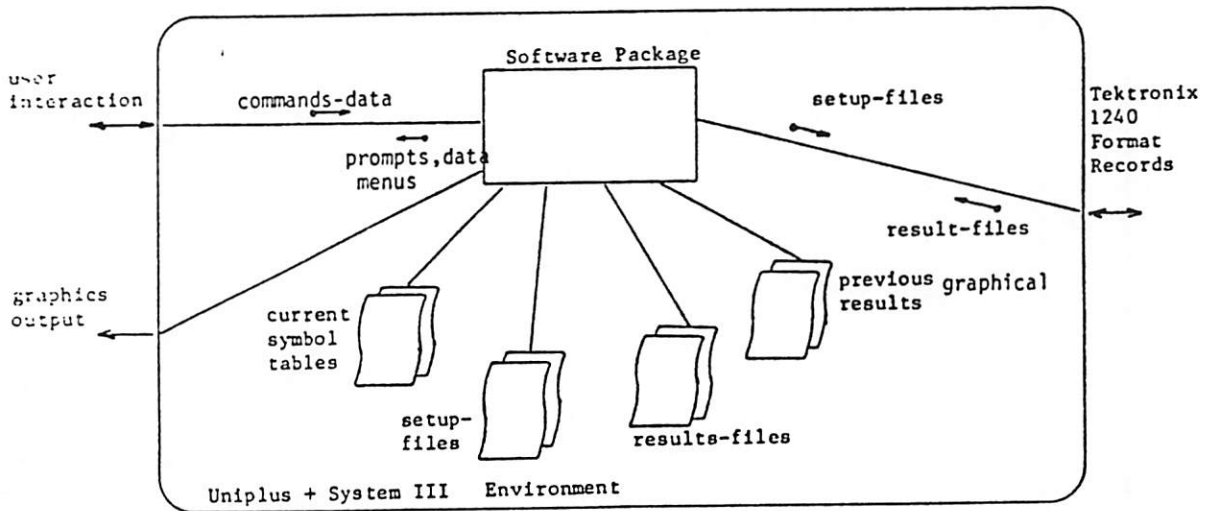 Software Package
user
interaction
commands-data
prompts,data
menus
setup-files
Tektronix
1240
Format
Records
result-files
graphics
output
current
symbol
tables
setup-
files
results-files
previous graphical
results
Uniplus + System III Environment